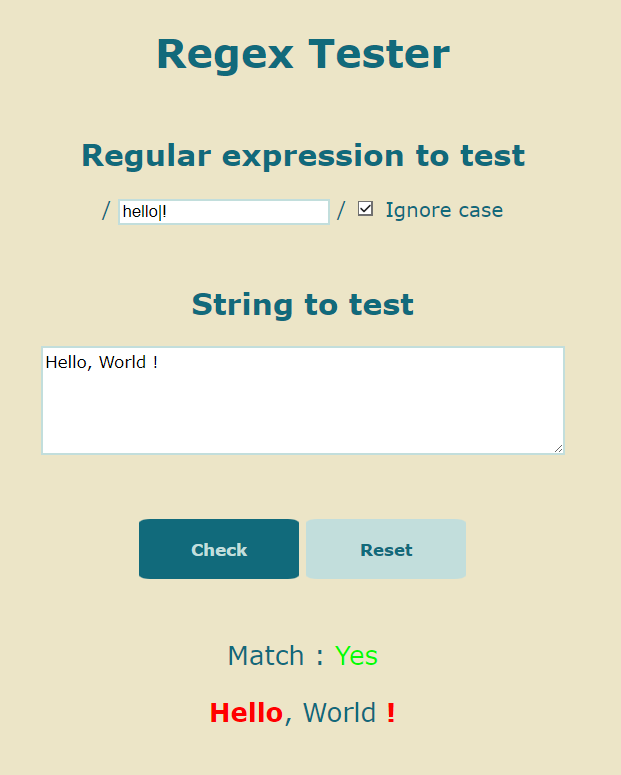 Regex Tester
Regular expression to test
/ hello|! / Ignore case
String to test
Hello, World !
Check Reset
Match : Yes
Hello, World !